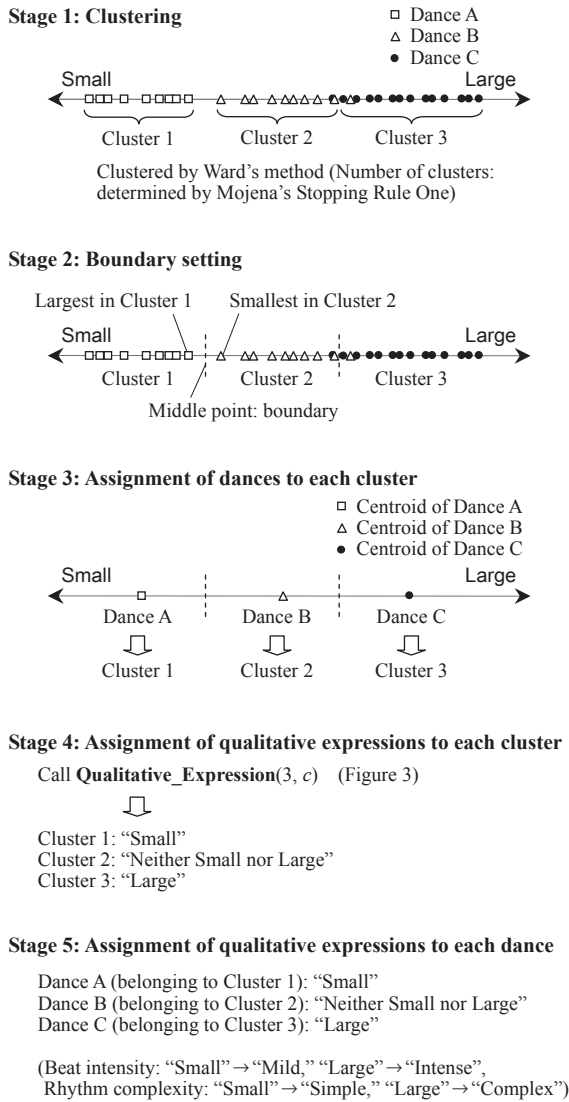 Stage 1: Clustering
□ Dance A
△ Dance B
● Dance C
Small Large
Cluster 1 Cluster 2 Cluster 3
Clustered by Ward’s method (Number of clusters:
determined by Mojena’s Stopping Rule One)
Stage 2: Boundary setting
Largest in Cluster 1 Smallest in Cluster 2
Small Large
Cluster 1 Cluster 2 Cluster 3
Middle point: boundary
Stage 3: Assignment of dances to each cluster
□ Centroid of Dance A
△ Centroid of Dance B
● Centroid of Dance C
Small Large
Dance A Dance B Dance C
Cluster 1 Cluster 2 Cluster 3
Stage 4: Assignment of qualitative expressions to each cluster
Call Qualitative_Expression(3, c) (Figure 3)
Cluster 1: “Small”
Cluster 2: “Neither Small nor Large”
Cluster 3: “Large”
Stage 5: Assignment of qualitative expressions to each dance
Dance A (belonging to Cluster 1): “Small”
Dance B (belonging to Cluster 2): “Neither Small nor Large”
Dance C (belonging to Cluster 3): “Large”
(Beat intensity: “Small”→“Mild,” “Large”→“Intense”,
Rhythm complexity: “Small”→“Simple,” “Large”→“Complex”)